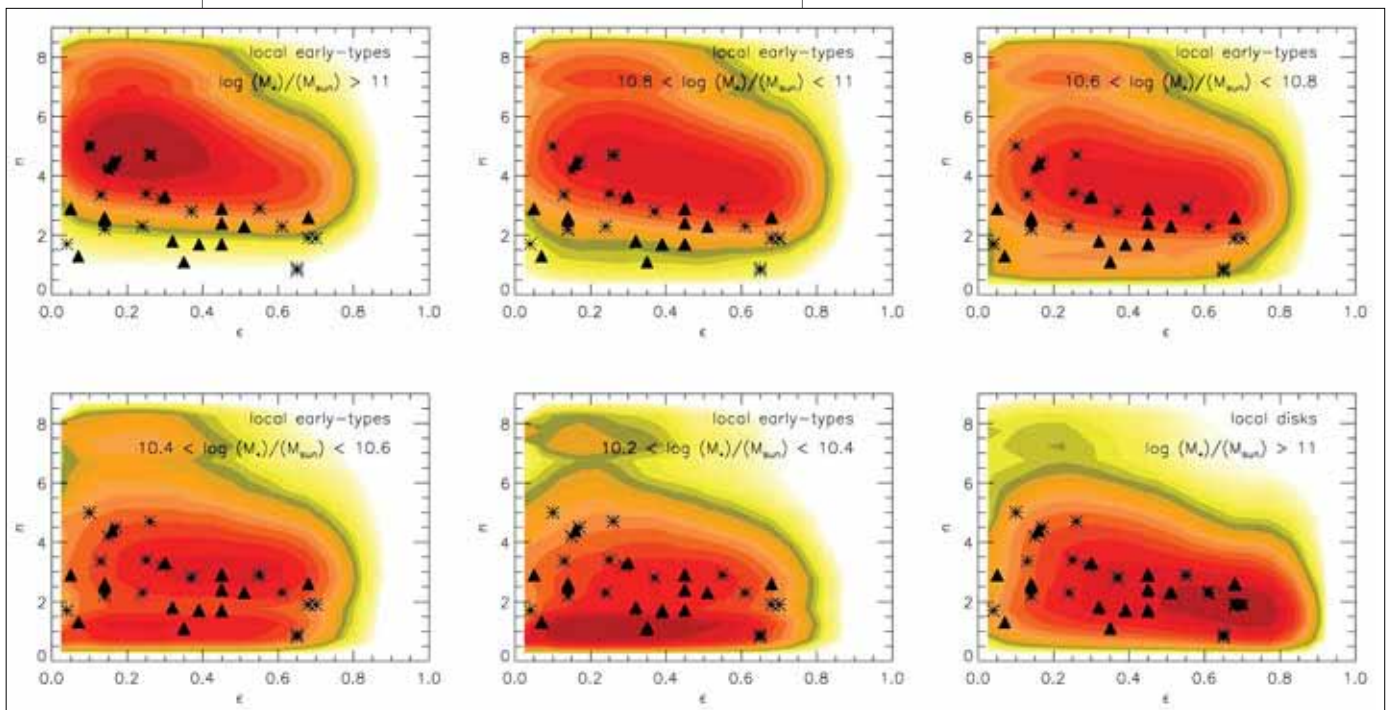 local early-types
log (M*)/(Msun) > 11
n
8
6
4
2
0
0.0 0.2 0.4 0.6 0.8 1.0
ϵ
local early-types
10.8 < log (M*)/(Msun) < 11
n
8
6
4
2
0
0.0 0.2 0.4 0.6 0.8 1.0
ϵ
local early-types
10.6 < log (M*)/(Msun) < 10.8
n
8
6
4
2
0
0.0 0.2 0.4 0.6 0.8 1.0
ϵ
local early-types
10.4 < log (M*)/(Msun) < 10.6
n
8
6
4
2
0
0.0 0.2 0.4 0.6 0.8 1.0
ϵ
local early-types
10.2 < log (M*)/(Msun) < 10.4
n
8
6
4
2
0
0.0 0.2 0.4 0.6 0.8 1.0
ϵ
local disks
log (M*)/(Msun) > 11
n
8
6
4
2
0
0.0 0.2 0.4 0.6 0.8 1.0
ϵ